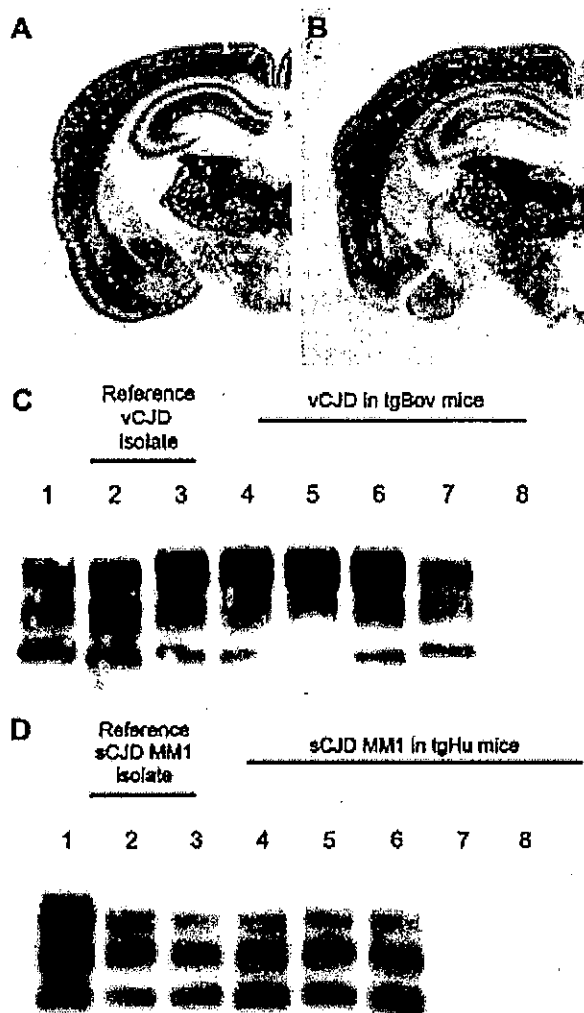 A B
C
Reference
vCJD
isolate
vCJD in tgBov mice
1 2 3 4 5 6 7 8
D
Reference
sCJD MM1
isolate
sCJD MM1 in tgHu mice
1 2 3 4 5 6 7 8